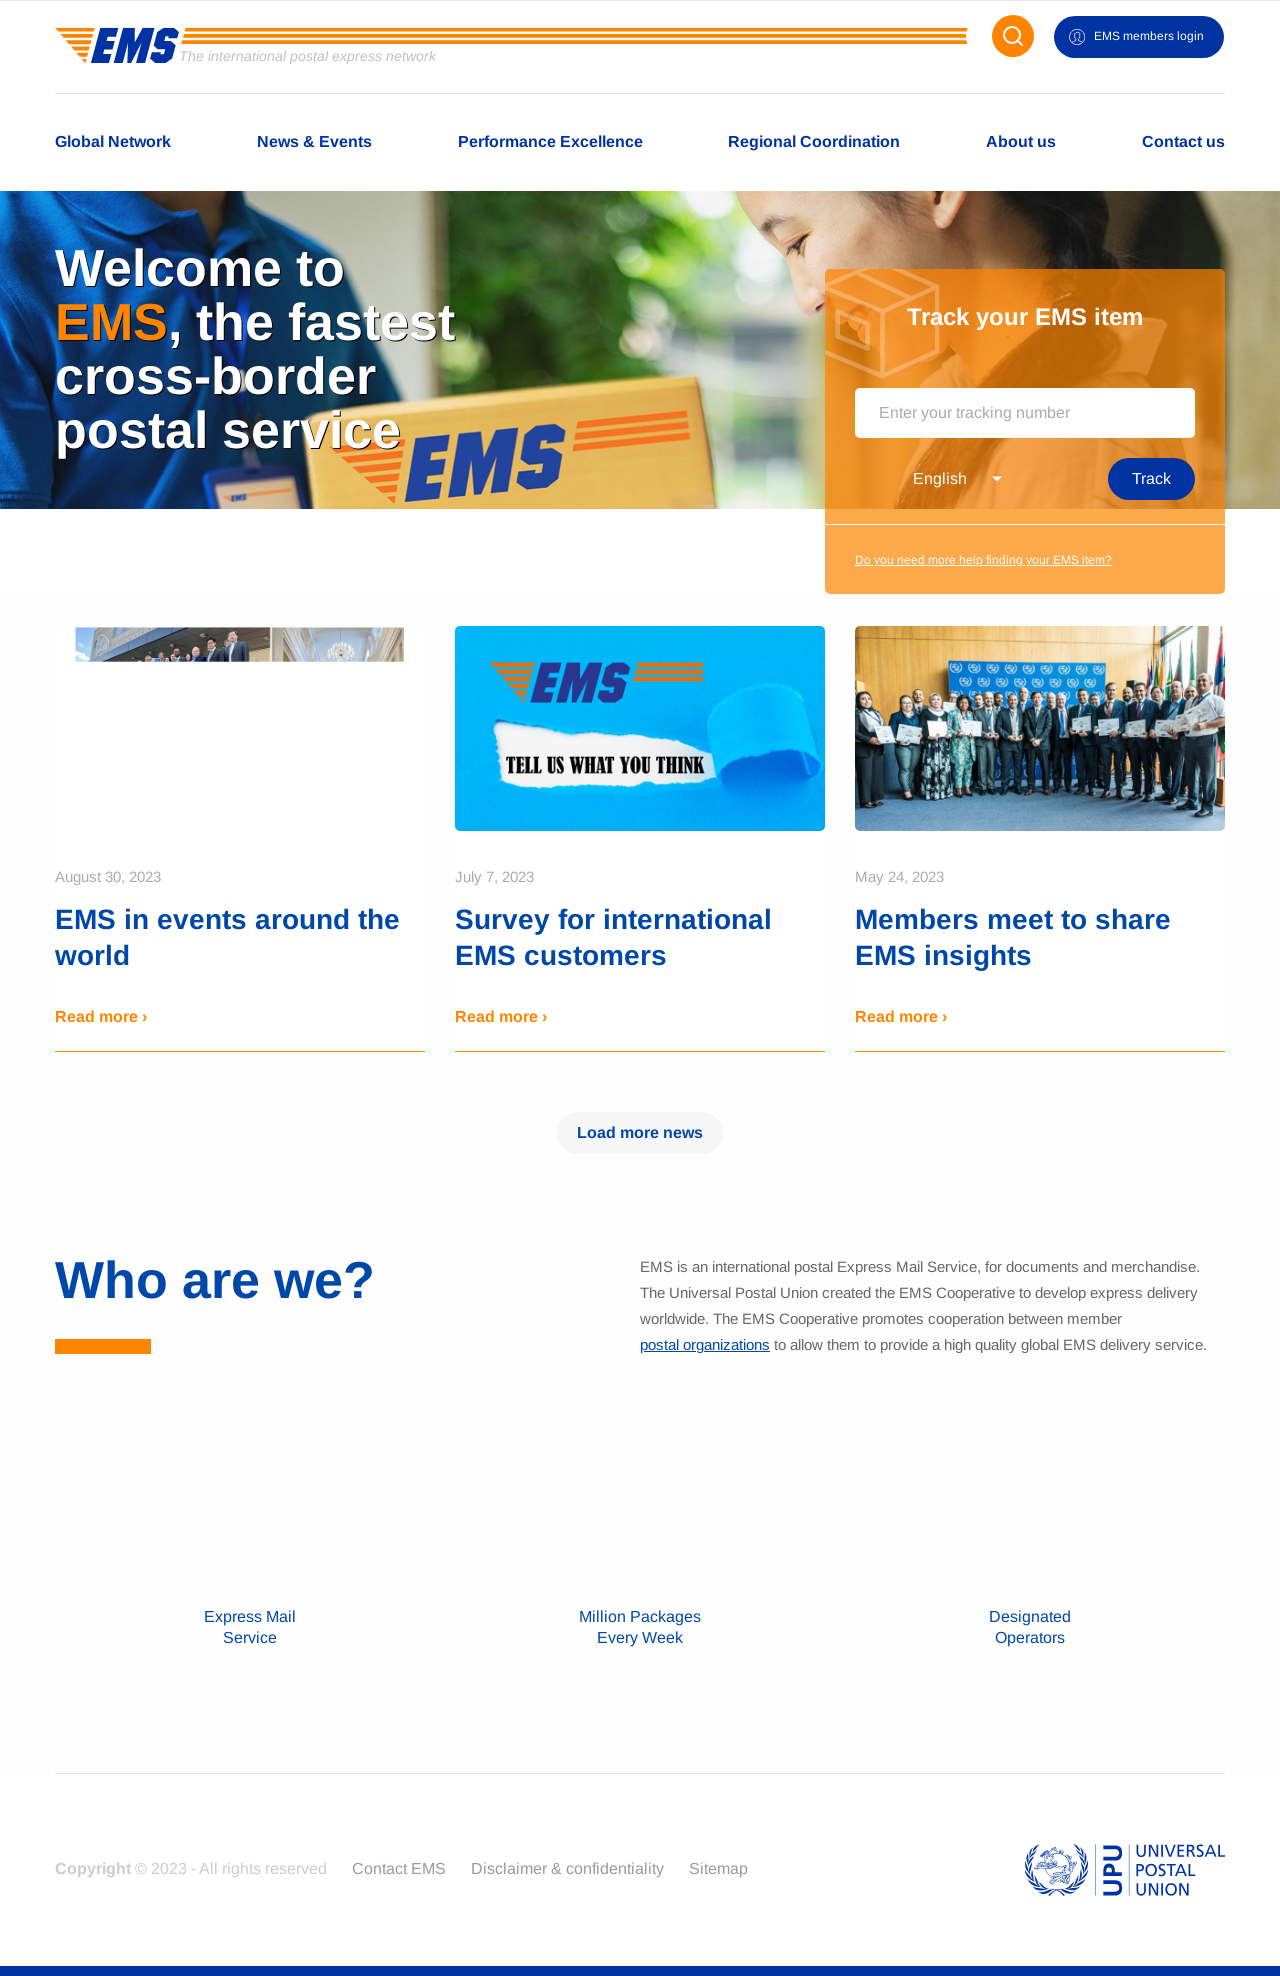 EMS
The international postal express network
EMS members login
Global Network
News & Events
Performance Excellence
Regional Coordination
About us
Contact us
Welcome to
EMS, the fastest
cross-border
postal service
EMS
EMS
Track your EMS item
Enter your tracking number
English
Track
Do you need more help finding your EMS item?
EMS
TELL US WHAT YOU THINK
August 30, 2023
EMS in events around the
world
Read more ›
July 7, 2023
Survey for international
EMS customers
Read more ›
May 24, 2023
Members meet to share
EMS insights
Read more ›
Load more news
Who are we?
EMS is an international postal Express Mail Service, for documents and merchandise.
The Universal Postal Union created the EMS Cooperative to develop express delivery
worldwide. The EMS Cooperative promotes cooperation between member
postal organizations to allow them to provide a high quality global EMS delivery service.
Express Mail
Service
Million Packages
Every Week
Designated
Operators
Copyright © 2023 - All rights reserved
Contact EMS
Disclaimer & confidentiality
Sitemap
UPU
UNIVERSAL
POSTAL
UNION